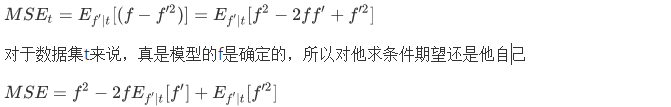 $MSE_t = E_{f'|t}[(f - f'^2)] = E_{f'|t}[f^2 - 2ff' + f'^2]$
对于数据集t来说，真是模型的f是确定的，所以对他求条件期望还是他自己
$MSE = f^2 - 2fE_{f'|t}[f'] + E_{f'|t}[f'^2]$